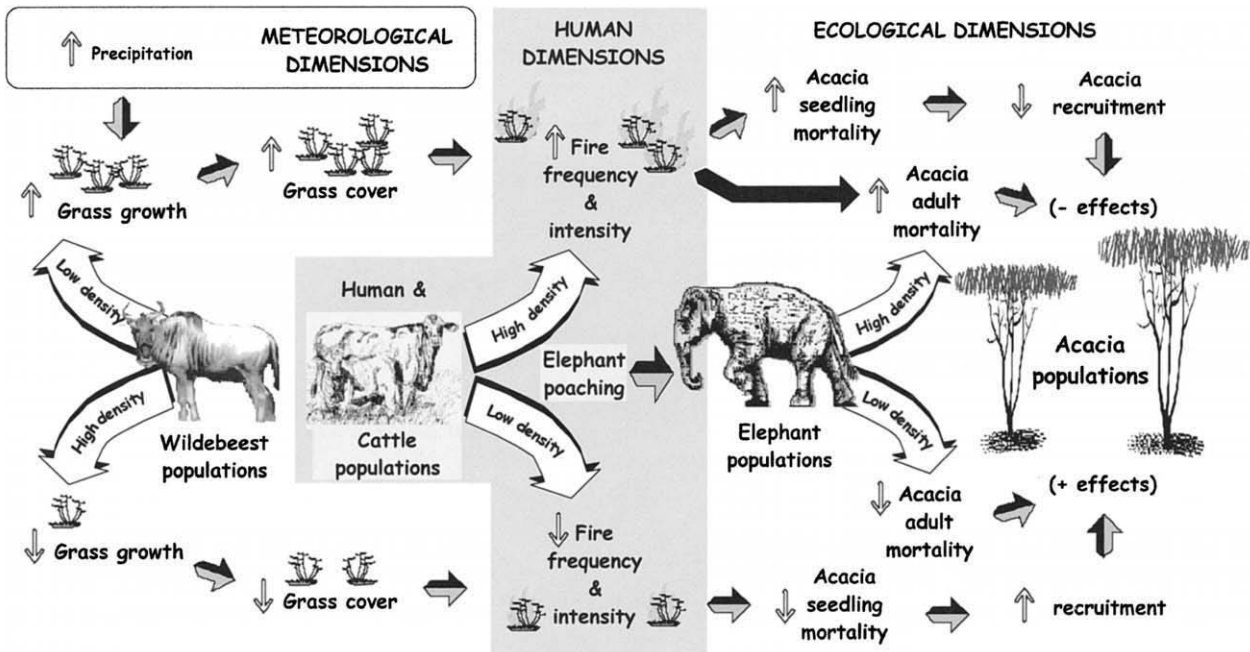 Precipitation
METEOROLOGICAL
DIMENSIONS
HUMAN
DIMENSIONS
ECOLOGICAL DIMENSIONS
Grass growth
Grass cover
Fire
frequency
&
intensity
Acacia
seedling
mortality
Acacia
recruitment
Acacia
adult
mortality
(- effects)
Low density
High density
Wildebeest
populations
Human &
Cattle
populations
High density
Low density
Elephant
poaching
Elephant
populations
High density
Low density
Acacia
populations
Grass growth
Grass cover
Fire
frequency
&
intensity
Acacia
adult
mortality
(+ effects)
Acacia
seedling
mortality
recruitment